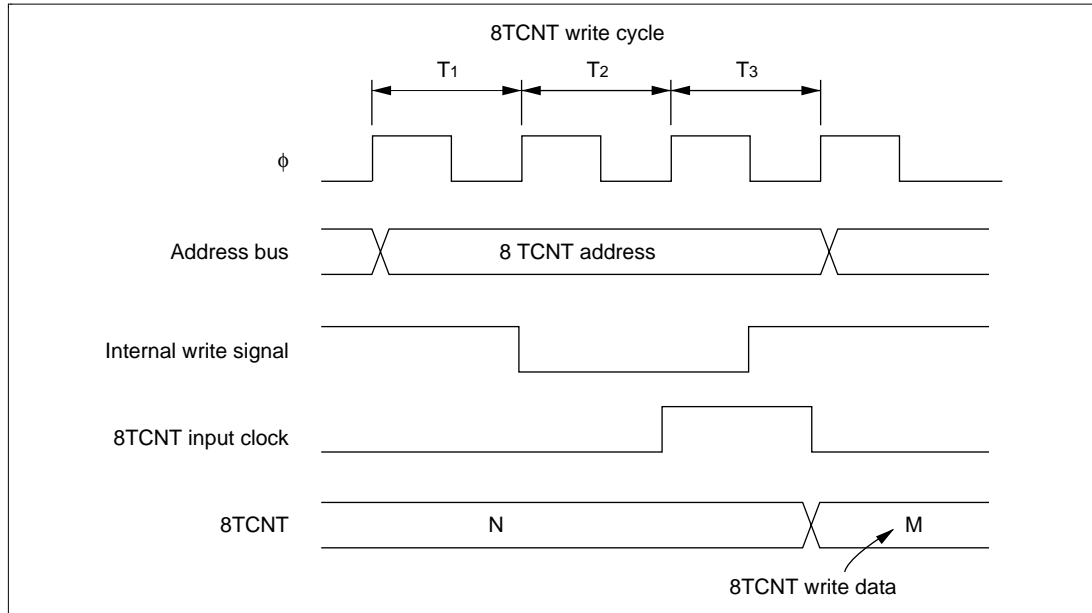 8TCNT write cycle
T1 T2 T3
φ
Address bus
8 TCNT address
Internal write signal
8TCNT input clock
8TCNT
N
M
8TCNT write data